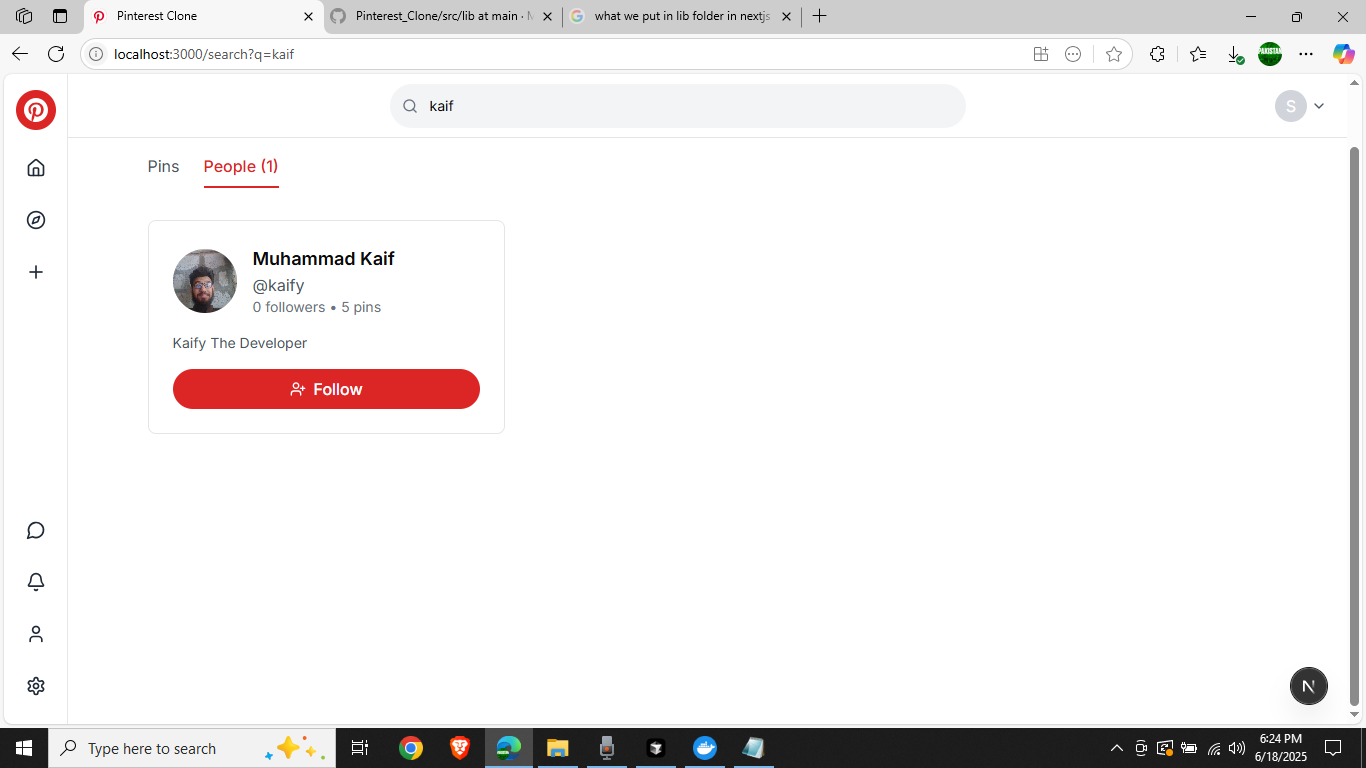 Pinterest Clone
Pinterest_Clone/src/lib at main · M
what we put in lib folder in nextjs
localhost:3000/search?q=kaif
PAKISTAN
kaif
S
Pins
People (1)
Muhammad Kaif
@kaify
0 followers • 5 pins
Kaify The Developer
Follow
N
Type here to search
6:24 PM
6/18/2025